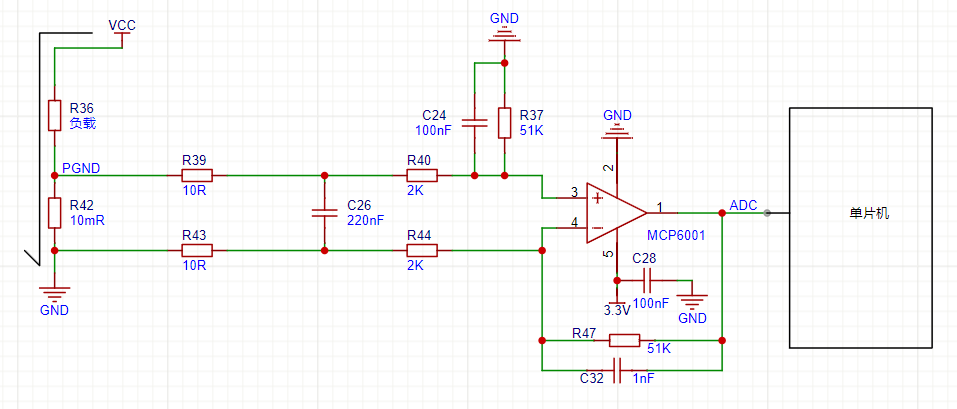 VCC
GND
R36
负载
C24
100nF
R37
51K
GND
PGND
R39
10R
R40
2K
2
3
4
1
ADC
单片机
R42
10mR
C26
220nF
R43
10R
R44
2K
MCP6001
5
C28
100nF
3.3V
GND
GND
R47
51K
C32
1nF